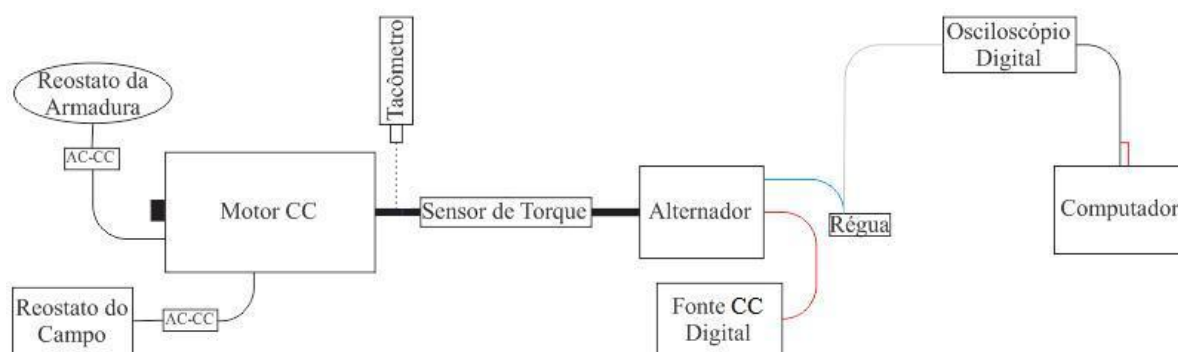 Reostato da
Armadura
AC-CC
Motor CC
Reostato do
Campo
AC-CC
Tacômetro
Sensor de Torque
Alternador
Fonte CC
Digital
Régua
Osciloscópio
Digital
Computador